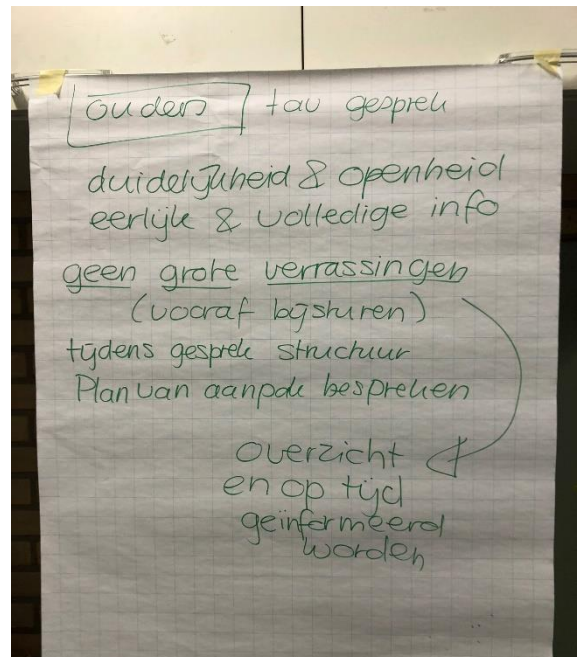 ouders tav gesprek
duidelijkheid & openheid
eerlijk & volledige info
geen grote verrassingen
(vooraf bijsturen)
tijdens gesprek structuur
Plan van aanpak bespreken
overzicht
en op tijd
geïnformeerd
worden